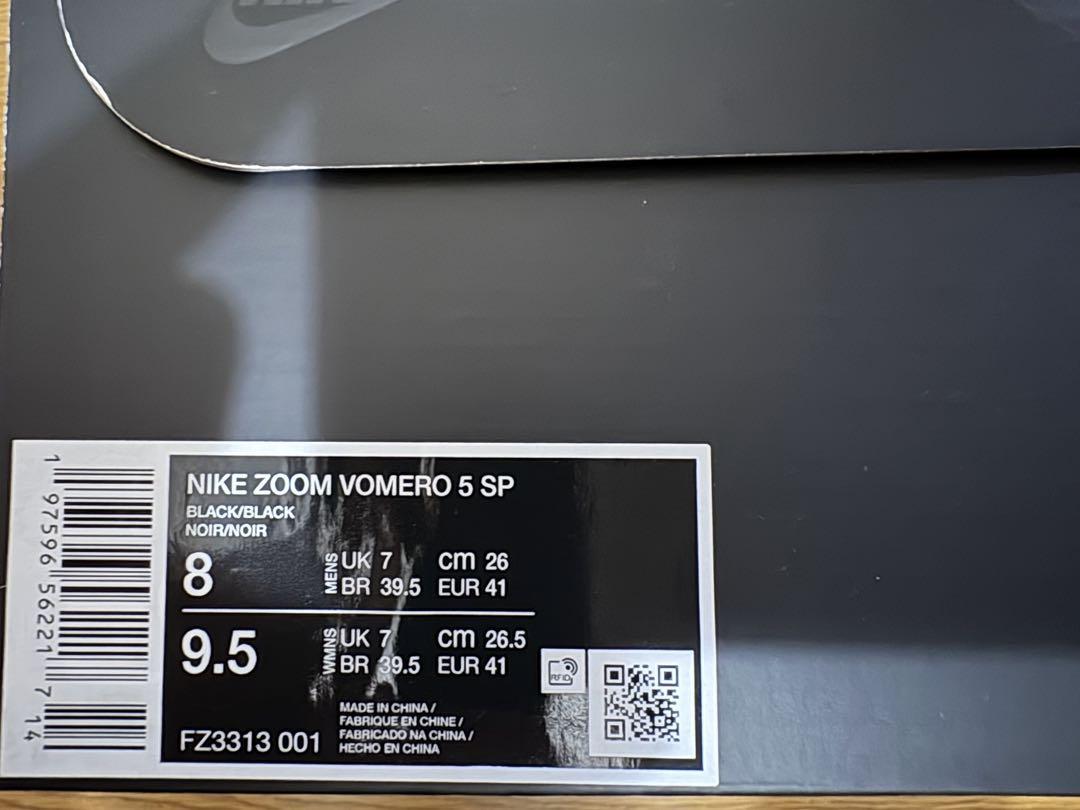 NIKE ZOOM VOMERO 5 SP
BLACK/BLACK
NOIR/NOIR
8 MENS UK 7 cm 26
BR 39.5 EUR 41
9.5 WMNS UK 7 cm 26.5
BR 39.5 EUR 41
RFID
MADE IN CHINA /
FABRIQUE EN CHINE /
FABRICADO NA CHINA /
HECHO EN CHINA
FZ3313 001
1 97596 56221 7 14